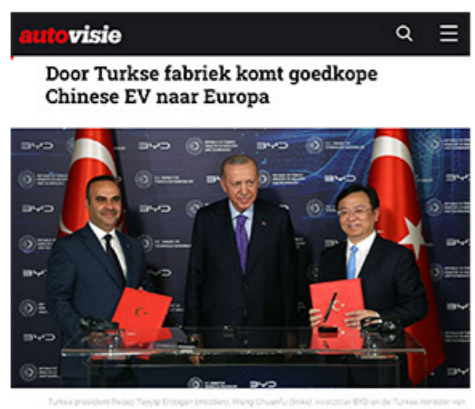 autovisie
Door Turkse fabriek komt goedkope
Chinese EV naar Europa
BYD
Turkse president Recep Tayyip Erdogan (midden), Wang Chuanfu (links), voorzitter BYD en de Turkse minister van